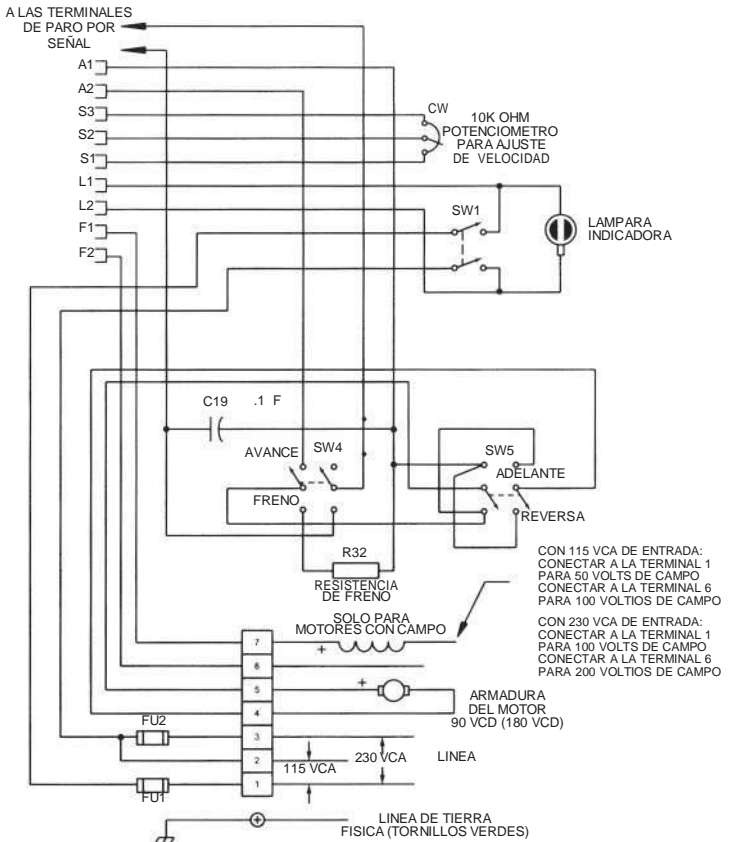 A LAS TERMINALES
DE PARO POR
SEÑAL
A1
A2
S3
S2
S1
L1
L2
F1
F2
CW
10K OHM
POTENCIOMETRO
PARA AJUSTE
DE VELOCIDAD
SW1
LAMPARA
INDICADORA
C19 .1 F
AVANCE SW4
FRENO
SW5
ADELANTE
REVERSA
R32
RESISTENCIA
DE FRENO
CON 115 VCA DE ENTRADA:
CONECTAR A LA TERMINAL 1
PARA 50 VOLTS DE CAMPO
CONECTAR A LA TERMINAL 6
PARA 100 VOLTIOS DE CAMPO
CON 230 VCA DE ENTRADA:
CONECTAR A LA TERMINAL 1
PARA 100 VOLTS DE CAMPO
CONECTAR A LA TERMINAL 6
PARA 200 VOLTIOS DE CAMPO
SOLO PARA
MOTORES CON CAMPO
7
+
6
5
+
4
ARMADURA
DEL MOTOR
90 VCD (180 VCD)
FU2
3
2
1
115 VCA
230 VCA
LINEA
FU1
+
LINEA DE TIERRA
FISICA (TORNILLOS VERDES)